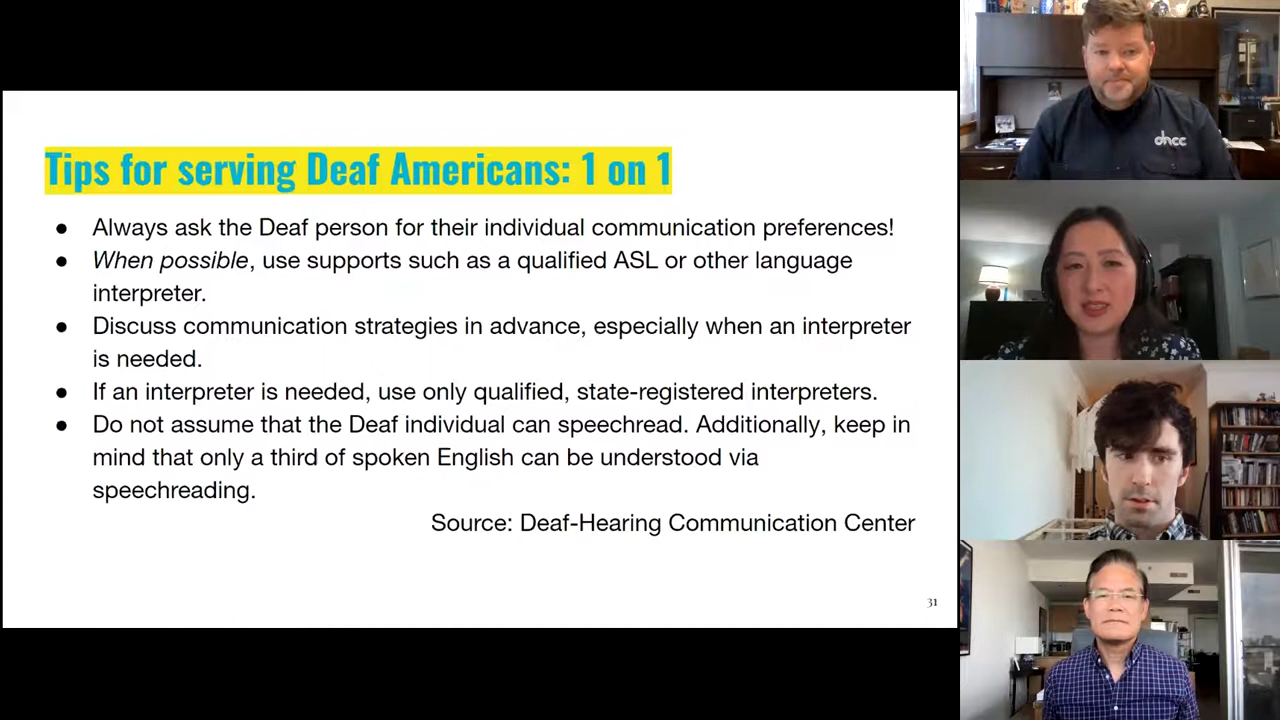 Tips for serving Deaf Americans: 1 on 1
● Always ask the Deaf person for their individual communication preferences!
● When possible, use supports such as a qualified ASL or other language
interpreter.
● Discuss communication strategies in advance, especially when an interpreter
is needed.
● If an interpreter is needed, use only qualified, state-registered interpreters.
● Do not assume that the Deaf individual can speechread. Additionally, keep in
mind that only a third of spoken English can be understood via
speechreading.
Source: Deaf-Hearing Communication Center
31
dhcc